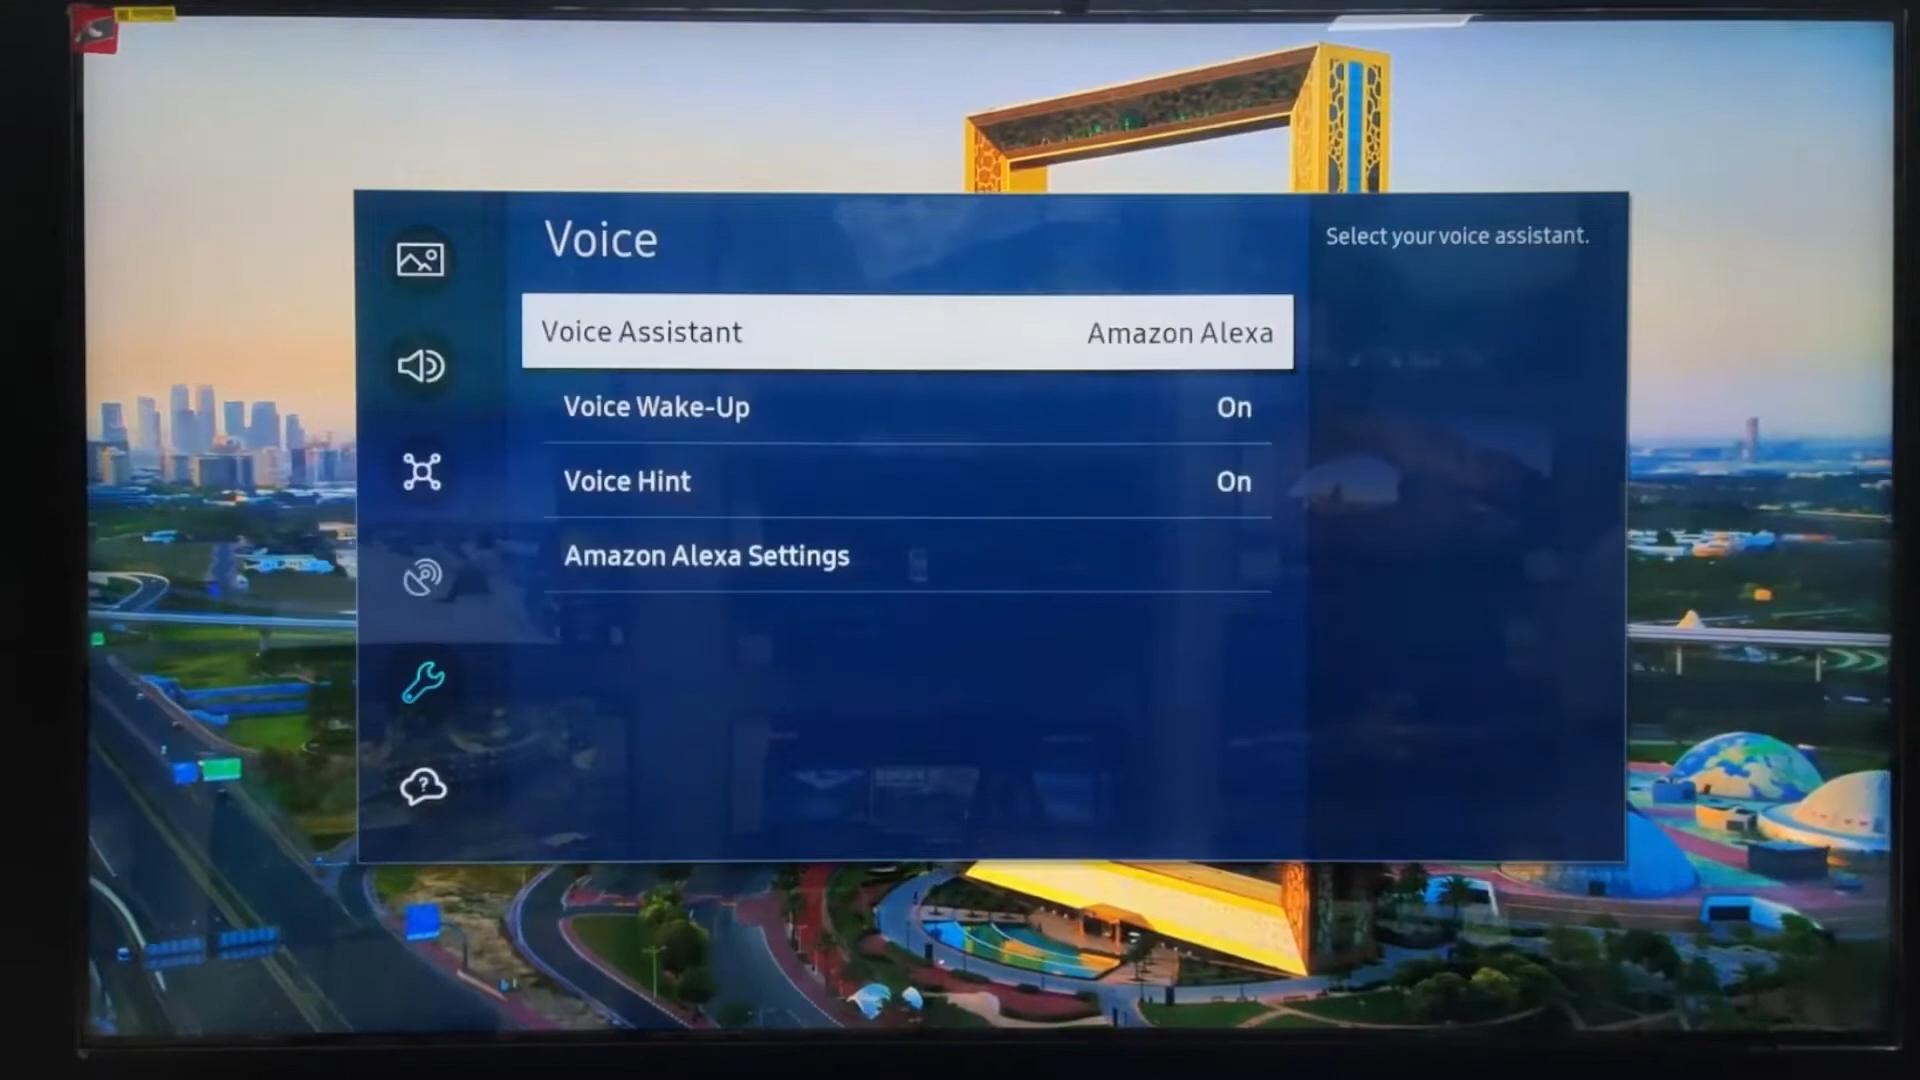 Voice
Select your voice assistant.
Voice Assistant Amazon Alexa
Voice Wake-Up On
Voice Hint On
Amazon Alexa Settings